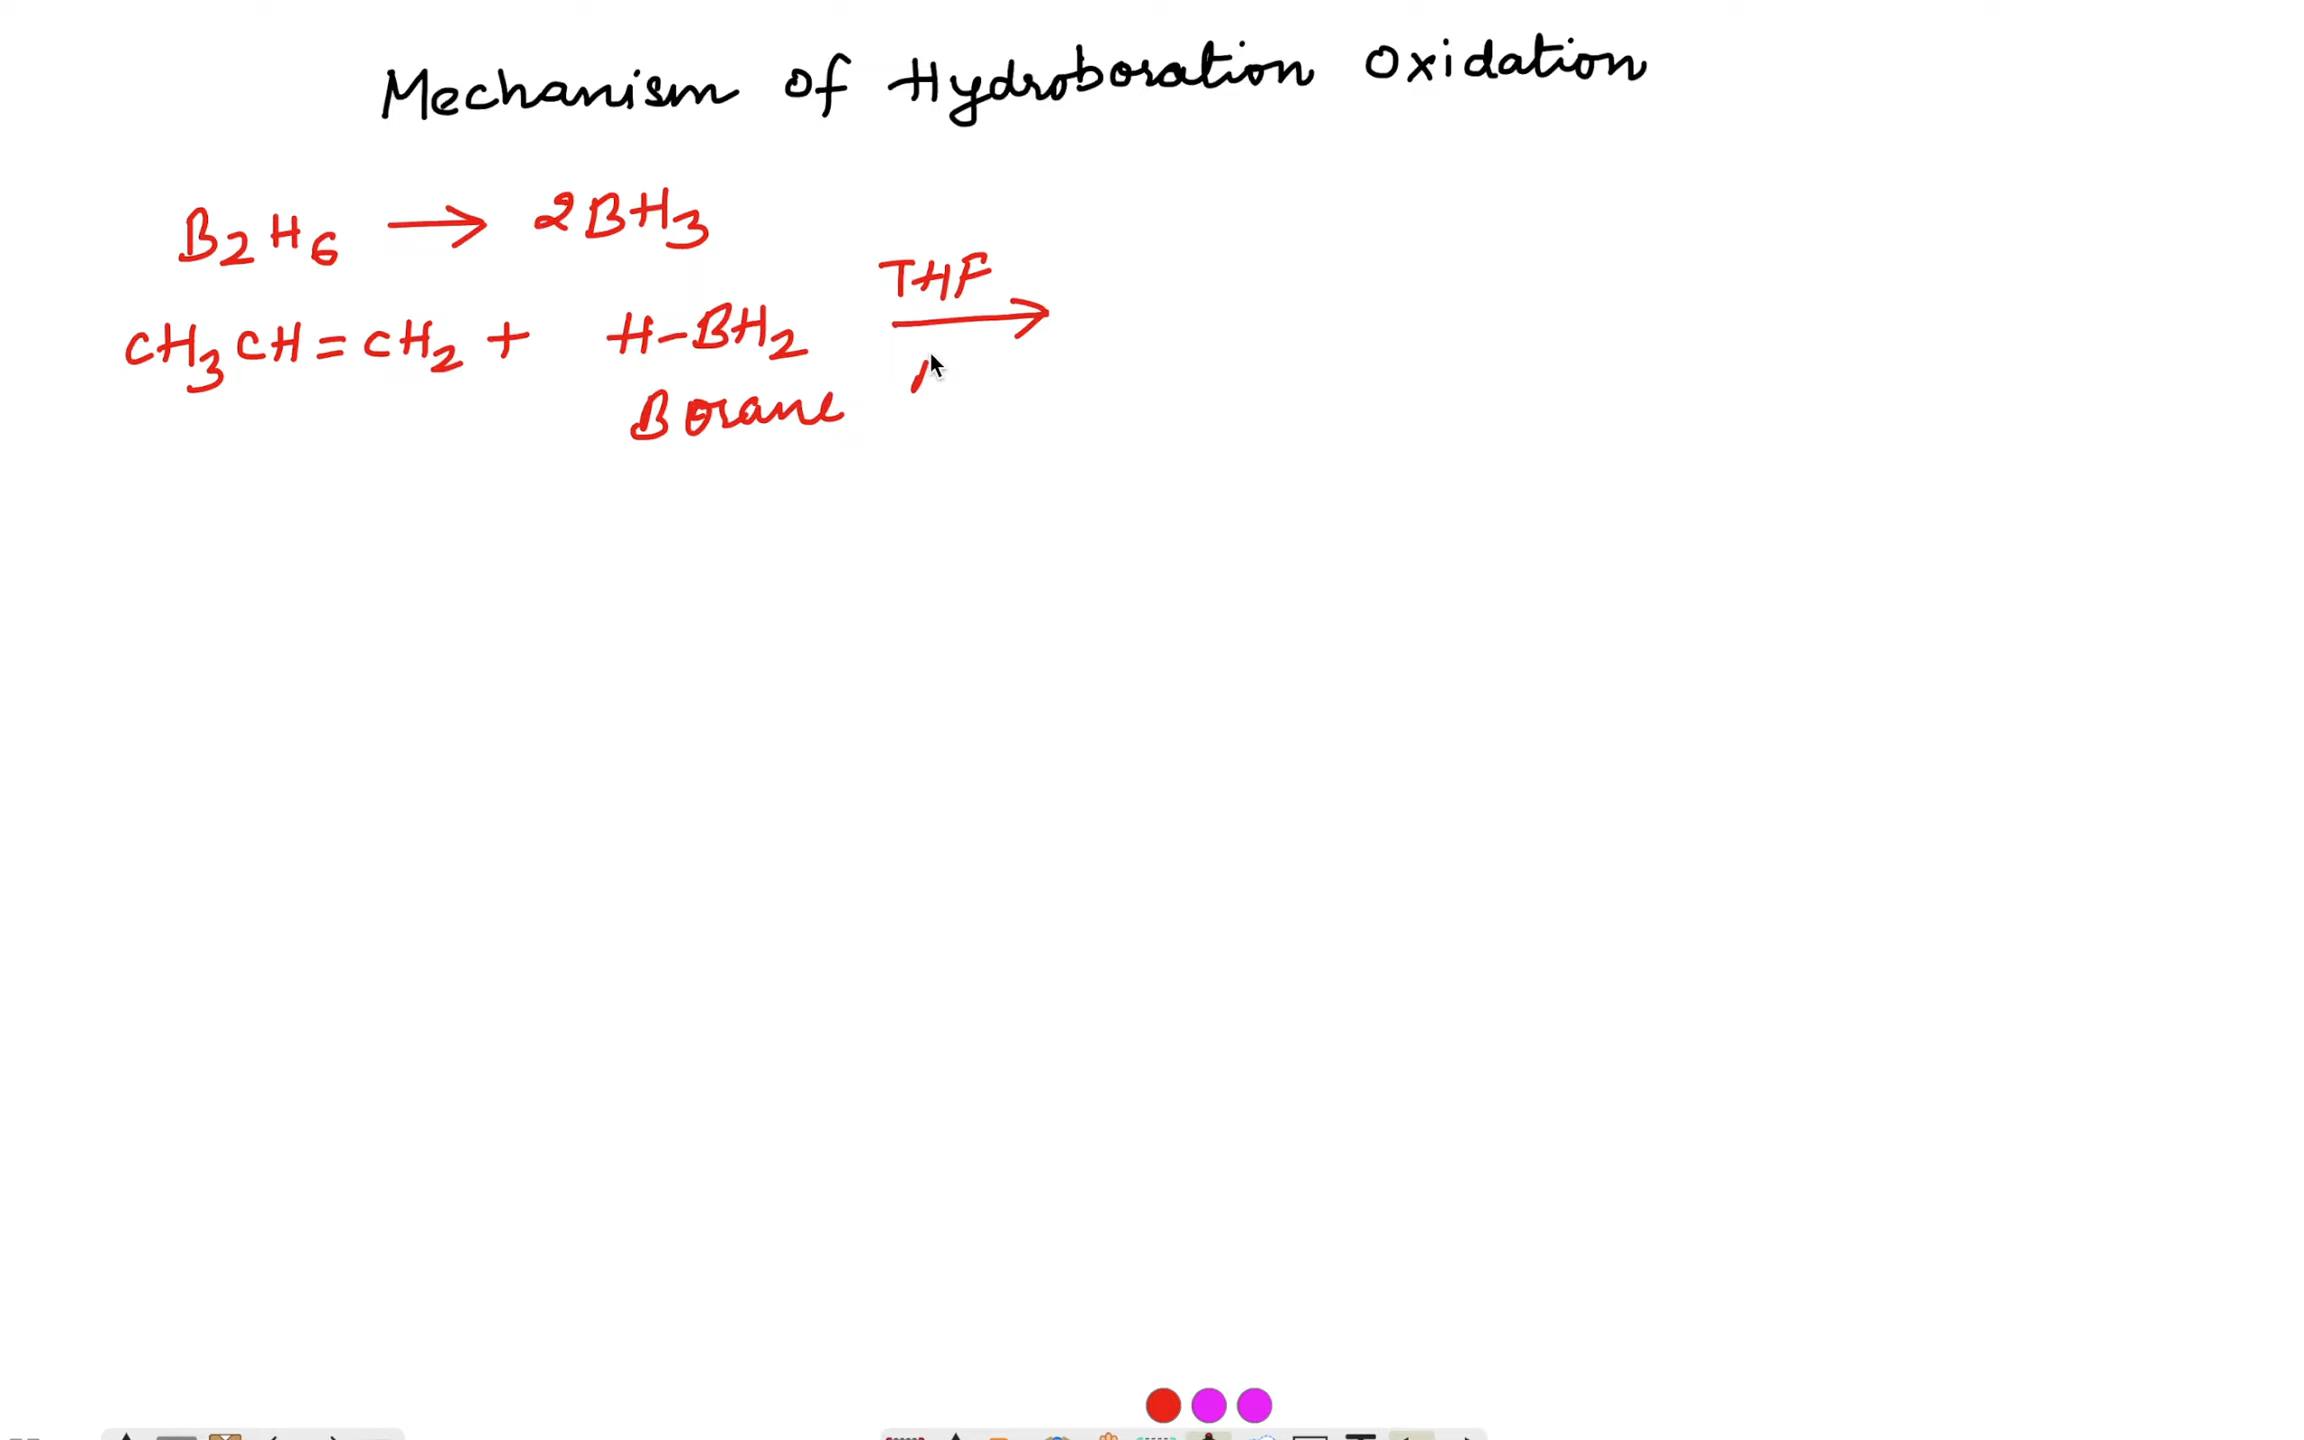 Mechanism of Hydroboration Oxidation
B2H6 → 2BH3
THF
CH3CH=CH2 + H-BH2 →
Borane